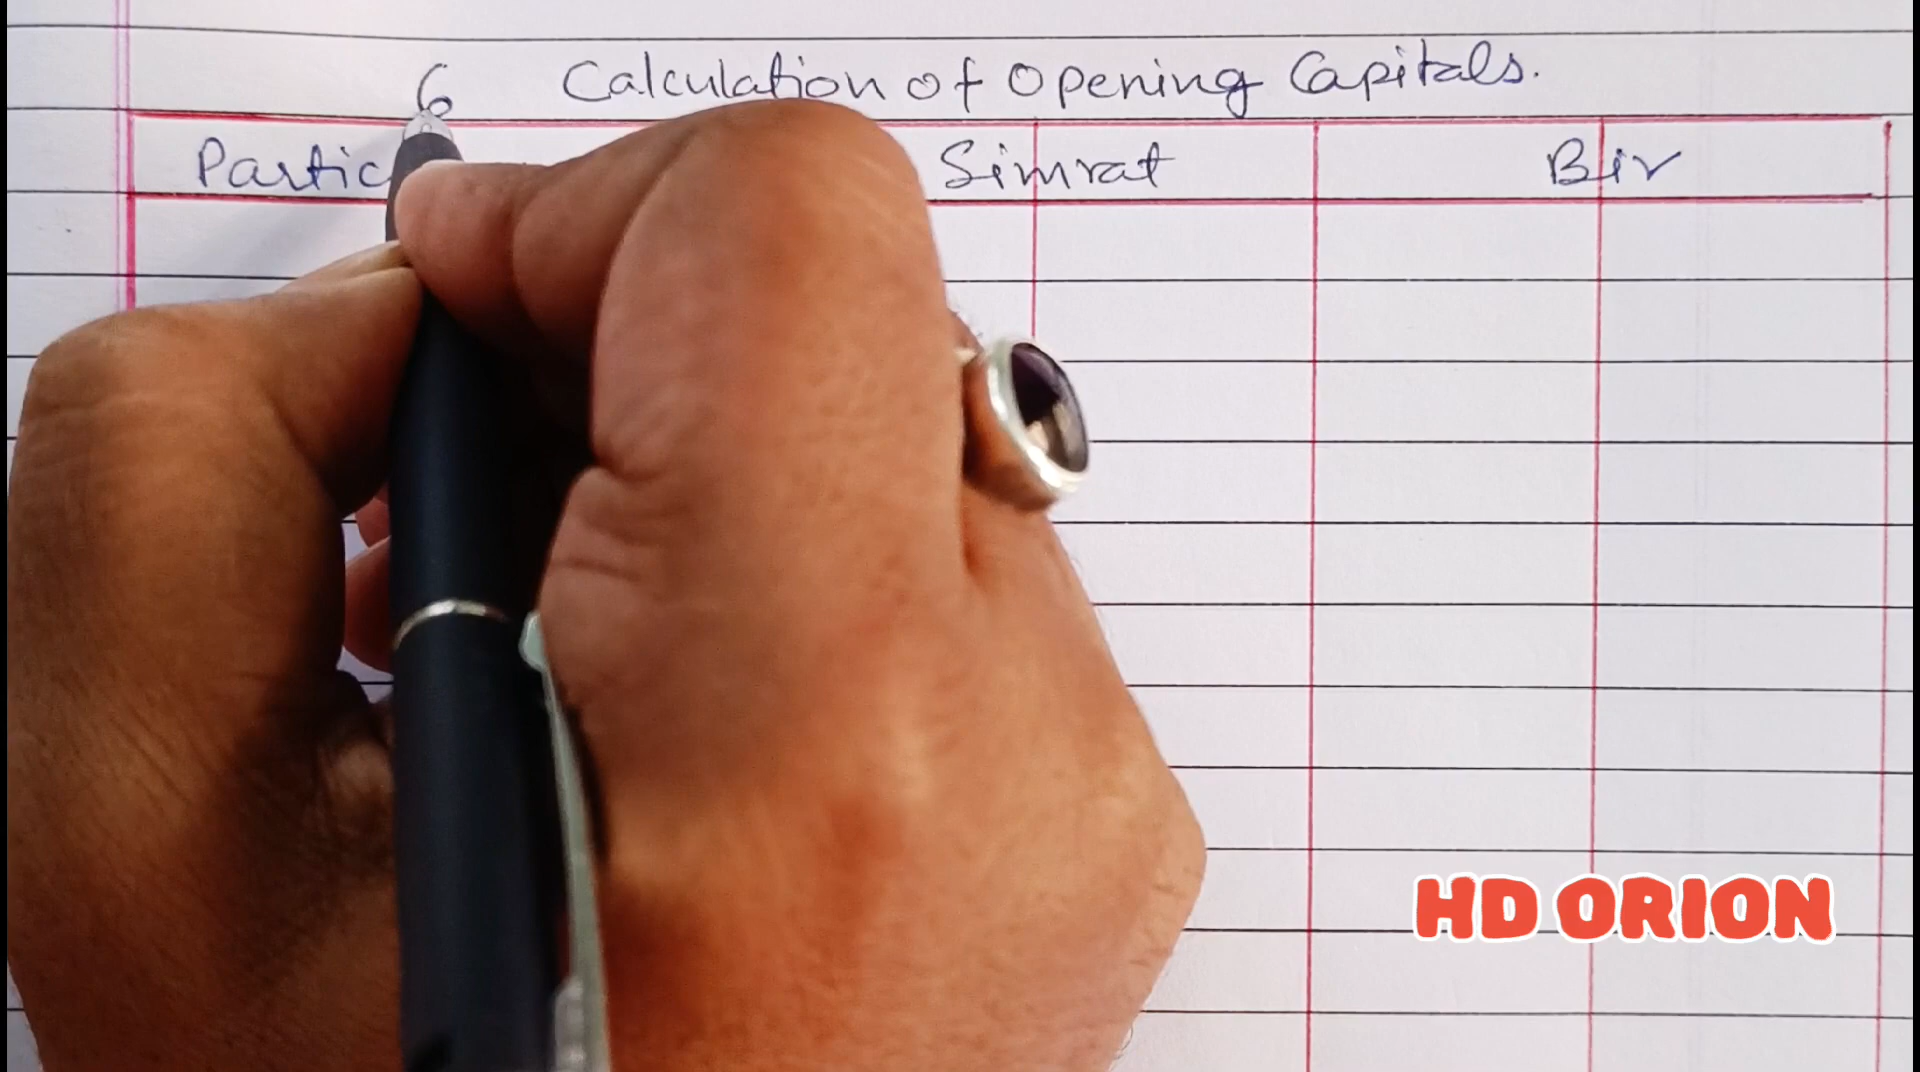 6 Calculation of Opening Capitals.
Partic Simrat Bir
HD ORION